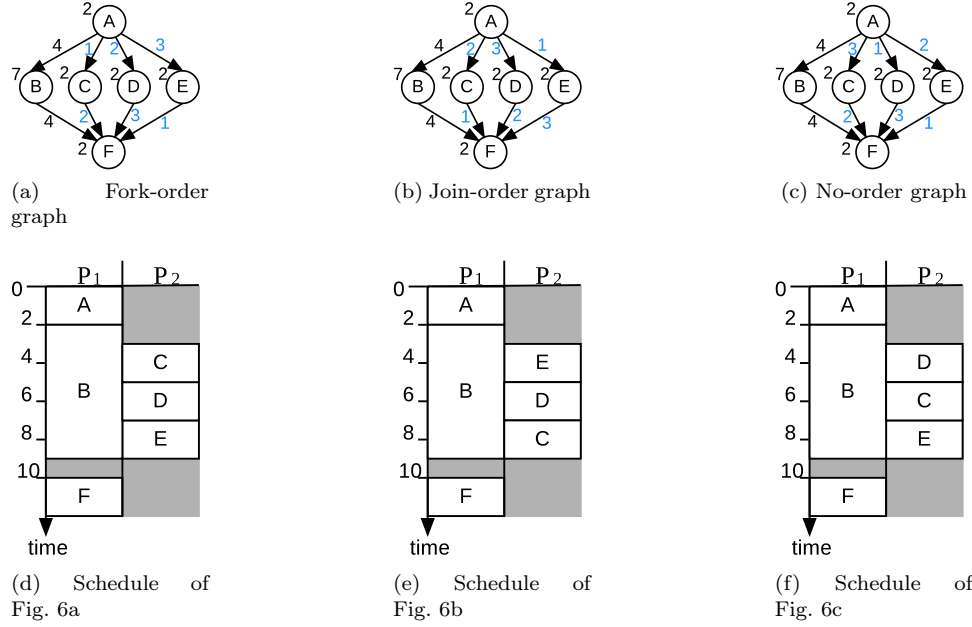 2 A
4 1 2 3
7 B 2 C 2 D 2 E
4 2 3 1
2 F
(a) Fork-order
graph
2 A
4 2 3 1
7 B 2 C 2 D 2 E
4 1 2 3
2 F
(b) Join-order graph
2 A
4 3 1 2
7 B 2 C 2 D 2 E
4 2 3 1
2 F
(c) No-order graph
P1 P2
0
A
2
4 C
B
6 D
8 E
10
F
time
(d) Schedule of
Fig. 6a
P1 P2
0
A
2
4 E
B
6 D
8 C
10
F
time
(e) Schedule of
Fig. 6b
P1 P2
0
A
2
4 D
B
6 C
8 E
10
F
time
(f) Schedule of
Fig. 6c